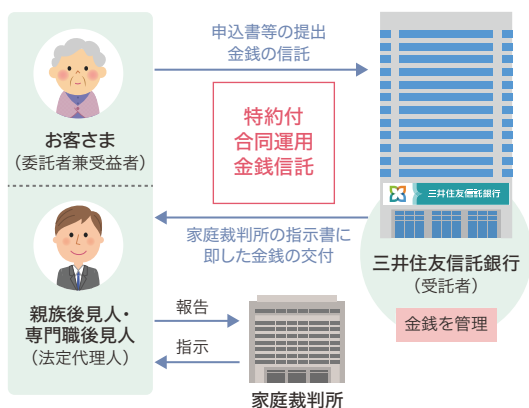 申込書等の提出
金銭の信託
特約付
合同運用
金銭信託
お客さま
（委託者兼受益者）
三井住友信託銀行
家庭裁判所の指示書に
即した金銭の交付
三井住友信託銀行
（受託者）
金銭を管理
親族後見人・
専門職後見人
（法定代理人）
報告
指示
家庭裁判所